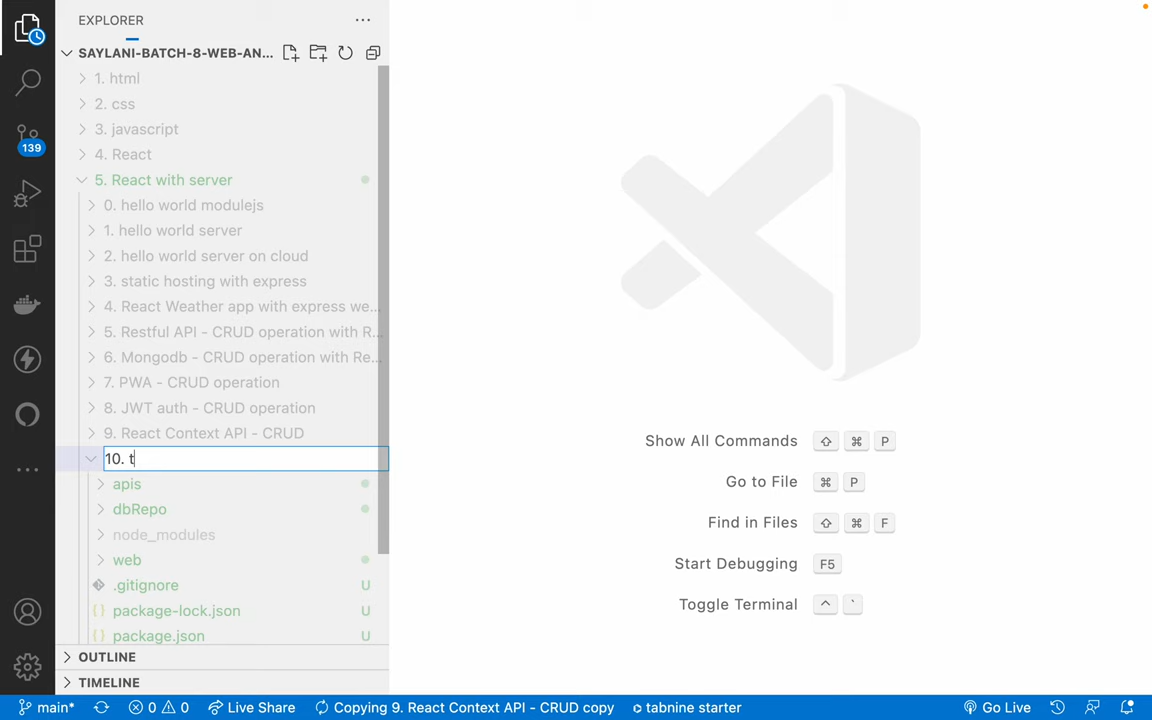 EXPLORER
SAYLANI-BATCH-8-WEB-AN...
1. html
2. css
3. javascript
4. React
139
5. React with server
0. hello world modulejs
1. hello world server
2. hello world server on cloud
3. static hosting with express
4. React Weather app with express we...
5. Restful API - CRUD operation with R...
6. Mongodb - CRUD operation with Re...
7. PWA - CRUD operation
8. JWT auth - CRUD operation
9. React Context API - CRUD
10. t
apis
dbRepo
node_modules
web
.gitignore U
{} package-lock.json U
{} package.json U
OUTLINE
TIMELINE
Show All Commands ⇧ ⌘ P
Go to File ⌘ P
Find in Files ⇧ ⌘ F
Start Debugging F5
Toggle Terminal ^ `
main* 0 0 Live Share Copying 9. React Context API - CRUD copy tabnine starter Go Live